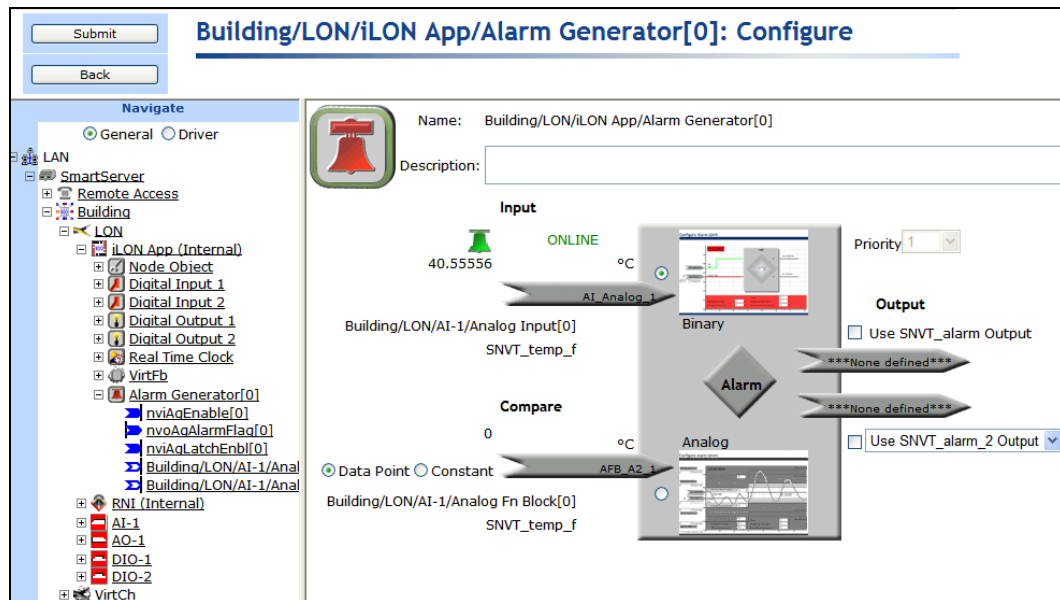 Submit
Building/LON/iLON App/Alarm Generator[0]: Configure
Back
Navigate
General Driver
LAN
SmartServer
Remote Access
Building
LON
iLON App (Internal)
Node Object
Digital Input 1
Digital Input 2
Digital Output 1
Digital Output 2
Real Time Clock
VirtFb
Alarm Generator[0]
nviAgEnable[0]
nvoAgAlarmFlag[0]
nviAgLatchEnbl[0]
Building/LON/AI-1/Anal
Building/LON/AI-1/Anal
RNI (Internal)
AI-1
AO-1
DIO-1
DIO-2
VirtCh
Name: Building/LON/iLON App/Alarm Generator[0]
Description:
Input
ONLINE
40.55556 °C
AI_Analog_1
Building/LON/AI-1/Analog Input[0]
SNVT_temp_f
Compare
0 °C
Data Point Constant
AFB_A2_1
Building/LON/AI-1/Analog Fn Block[0]
SNVT_temp_f
Binary
Alarm
Analog
Priority 1
Output
Use SNVT_alarm Output
***None defined***
***None defined***
Use SNVT_alarm_2 Output